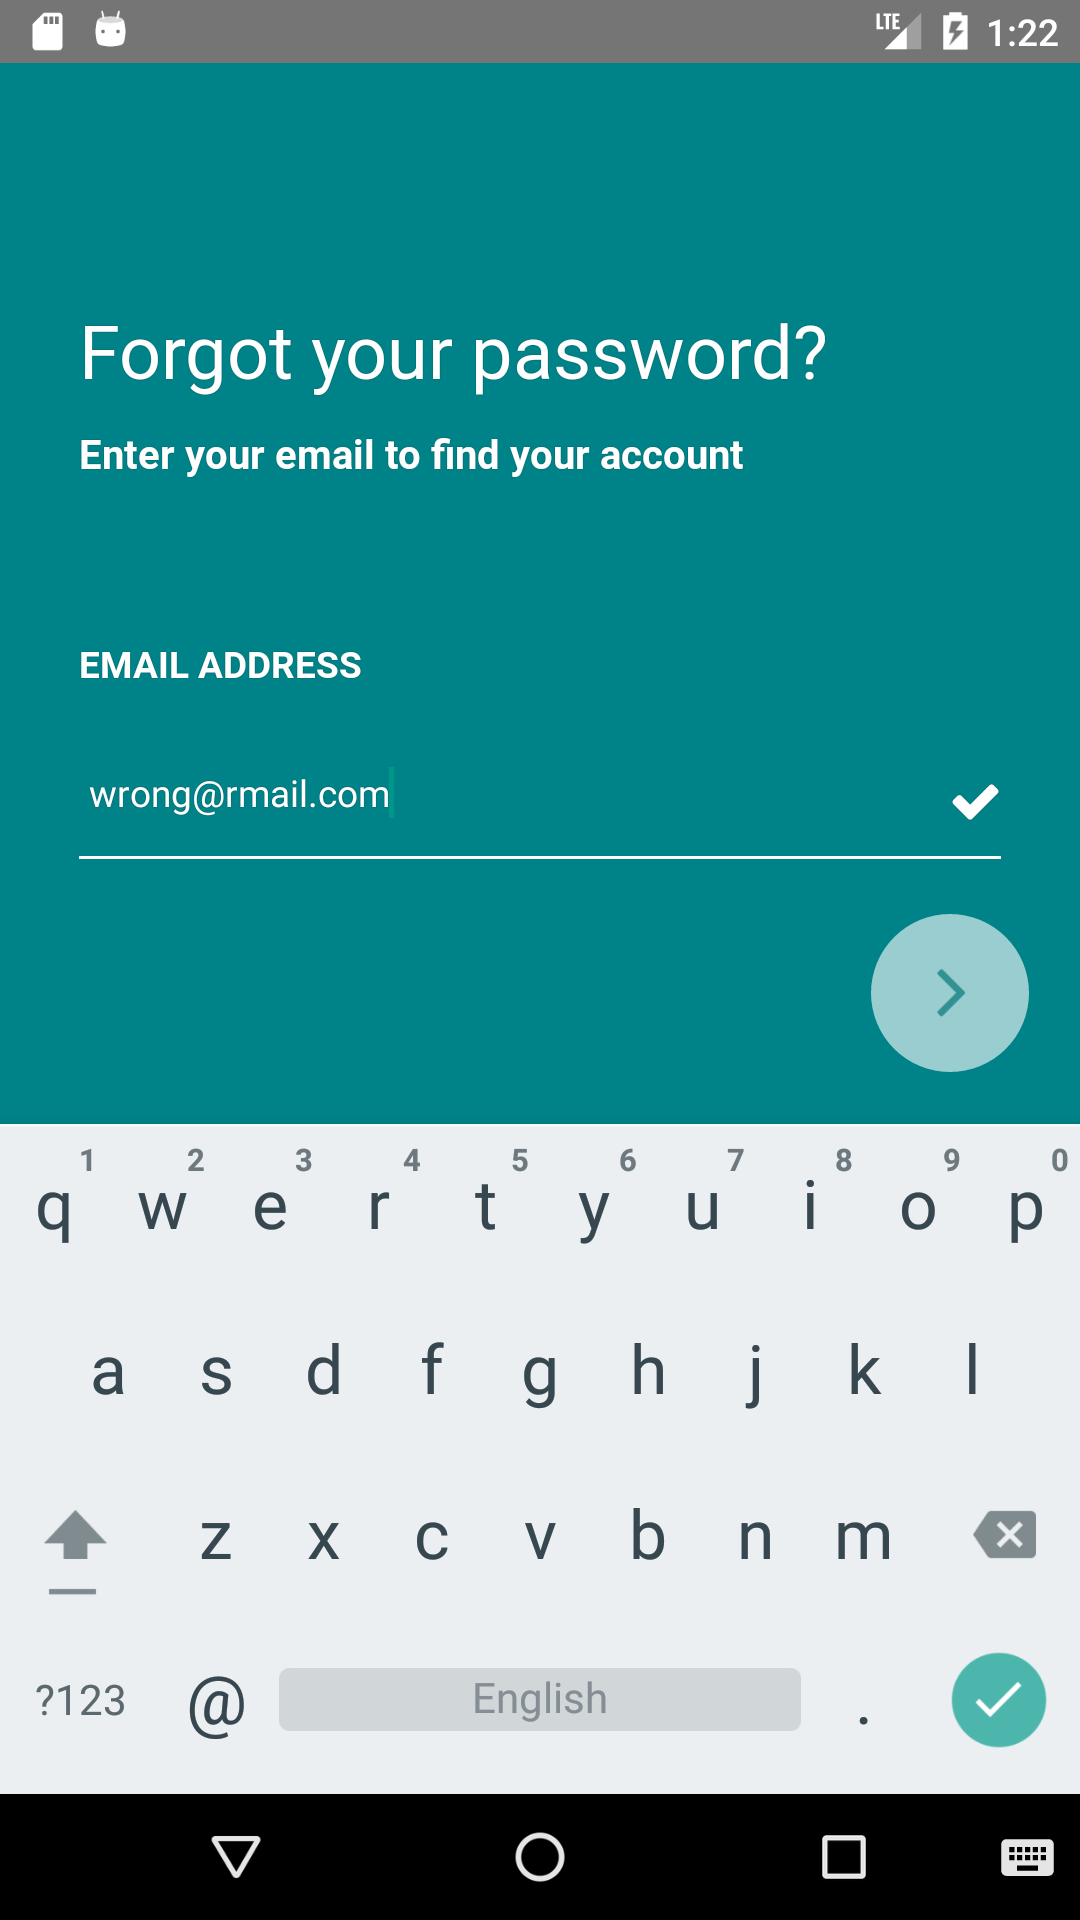 LTE 1:22
Forgot your password?
Enter your email to find your account
EMAIL ADDRESS
wrong@rmail.com
1 2 3 4 5 6 7 8 9 0
q w e r t y u i o p
a s d f g h j k l
z x c v b n m
?123 @ English .